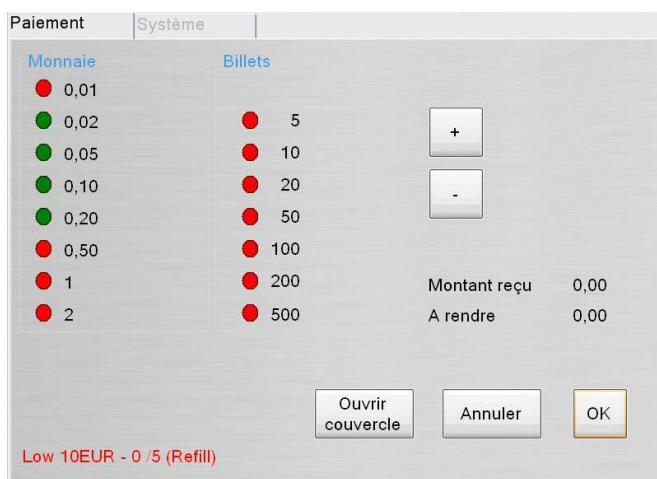 Paiement Système
Monnaie Billets
0,01
0,02 5
0,05 10
0,10 20
0,20 50
0,50 100
1 200
2 500
+
-
Montant reçu 0,00
A rendre 0,00
Ouvrir
couvercle
Annuler
OK
Low 10EUR - 0 /5 (Refill)